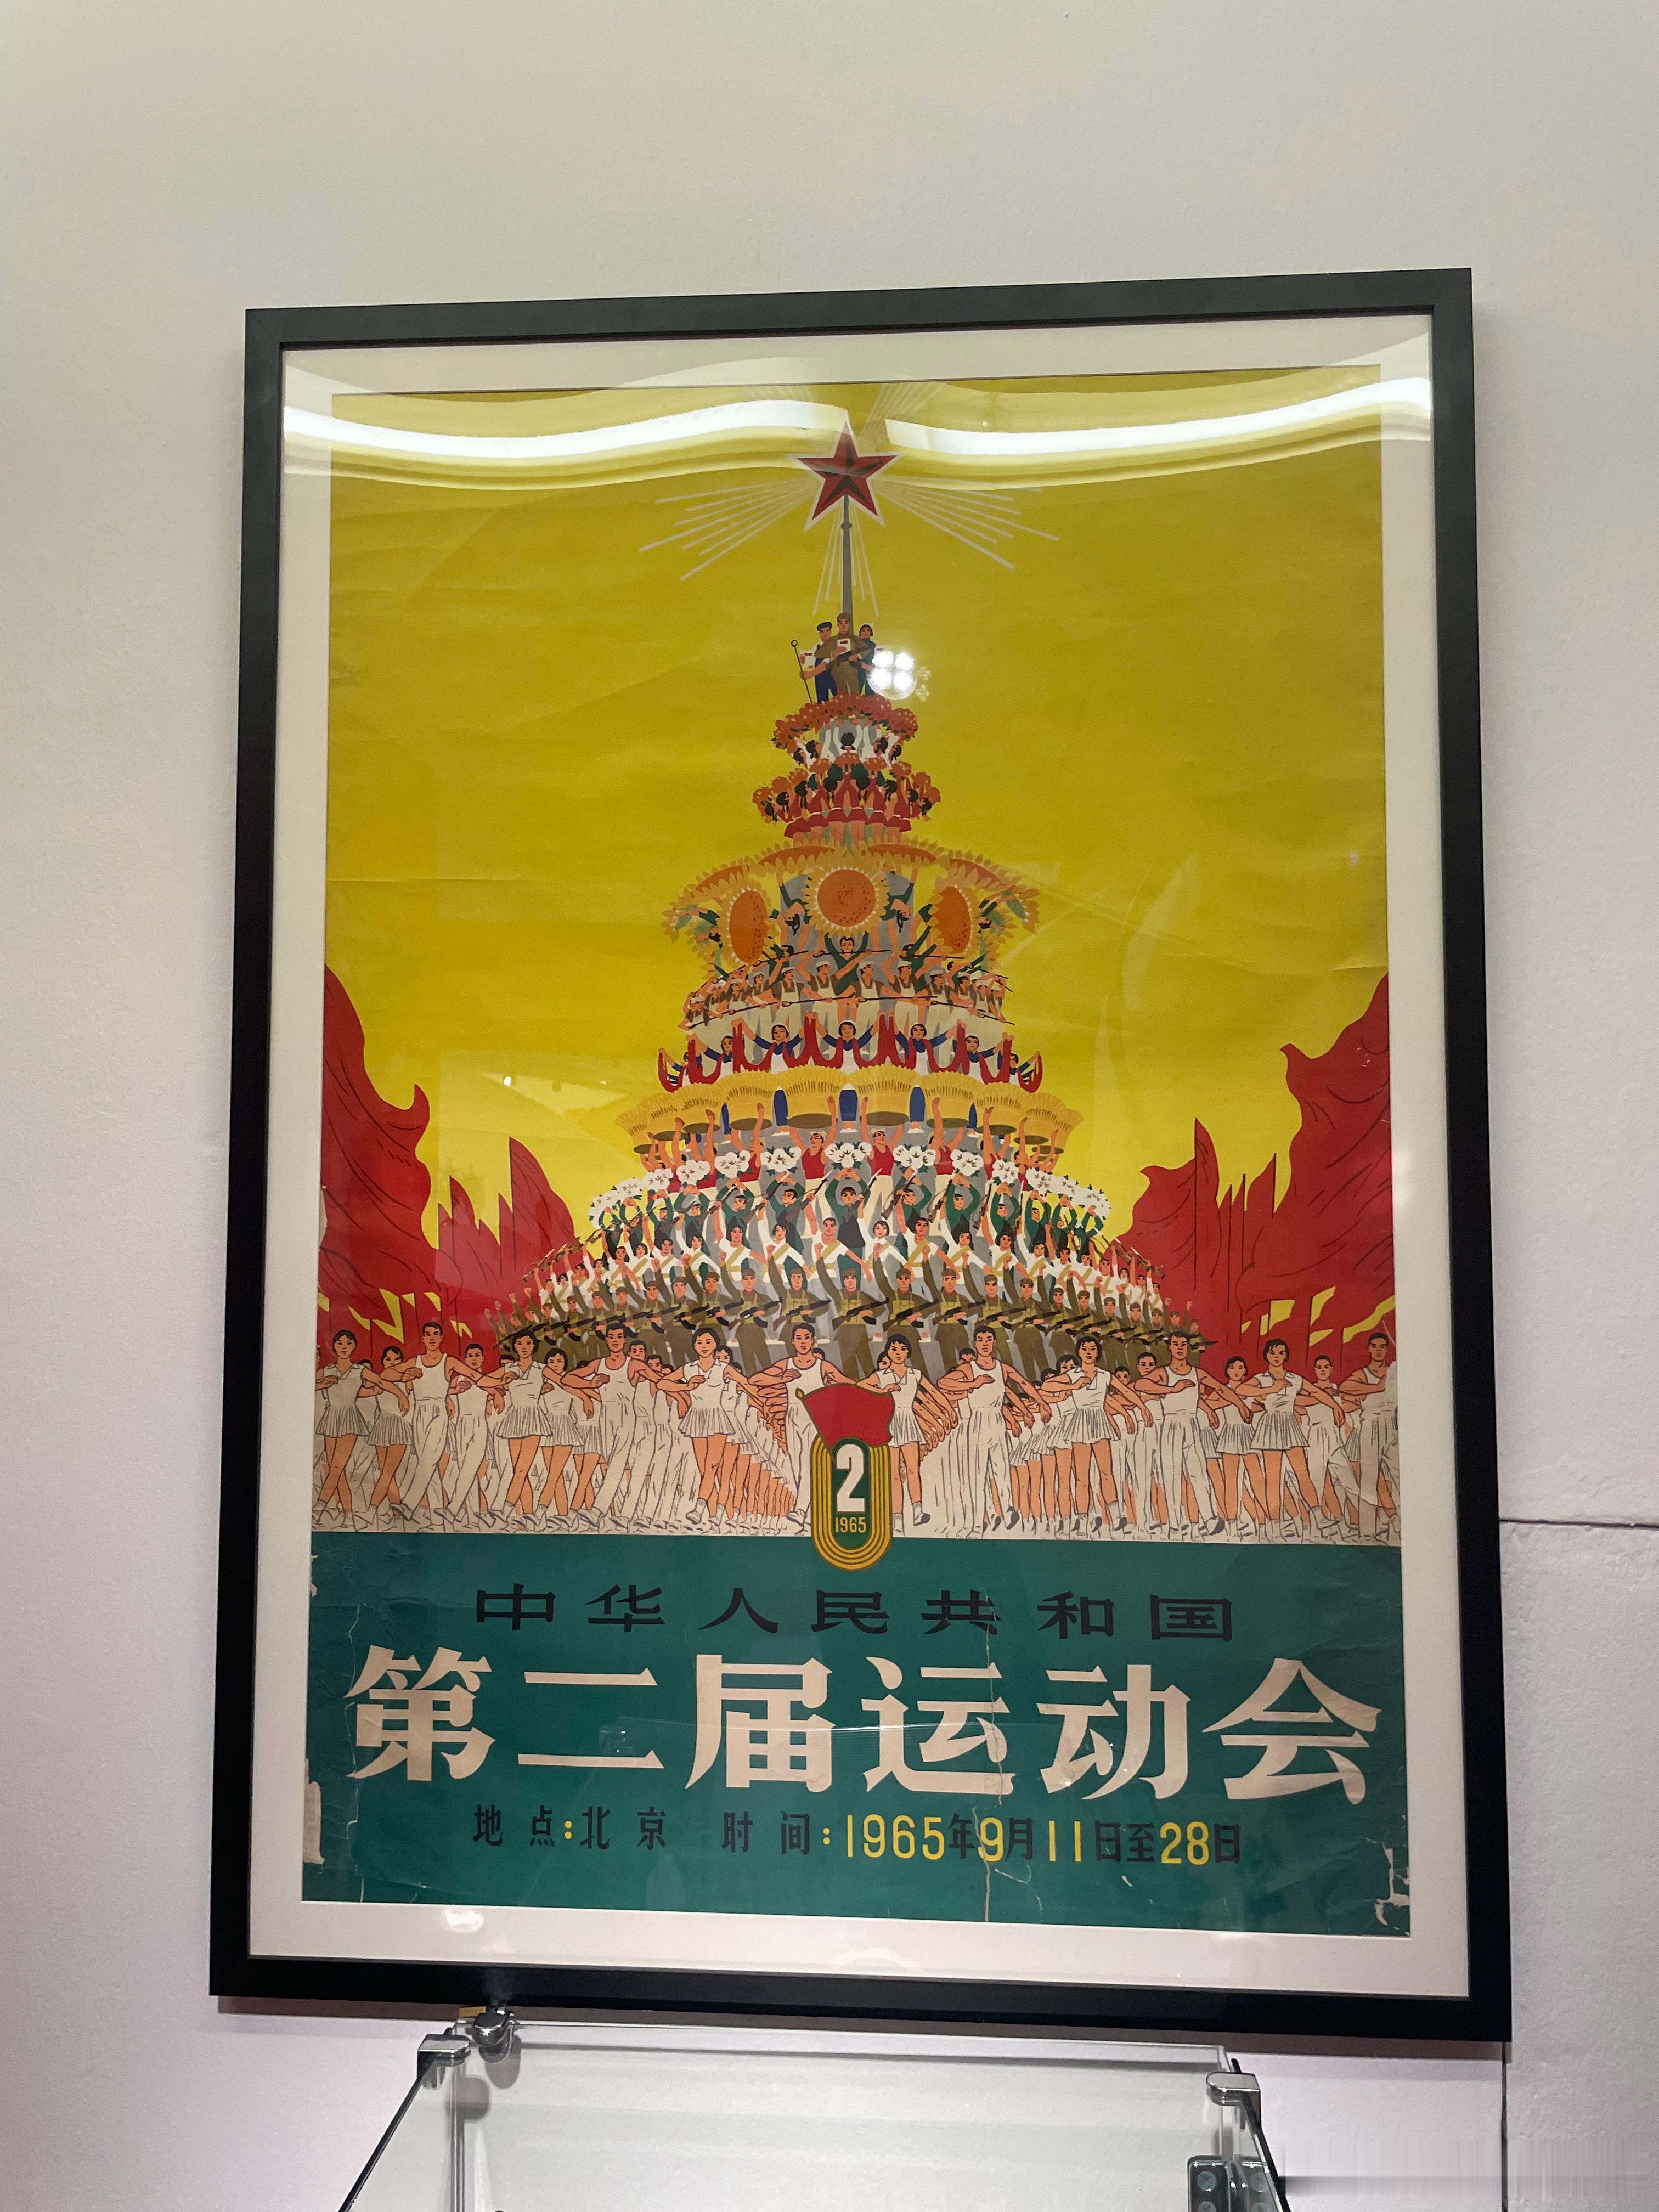 2
1965
中华人民共和国
第二届运动会
地点:北京 时间:1965年9月11日至28日